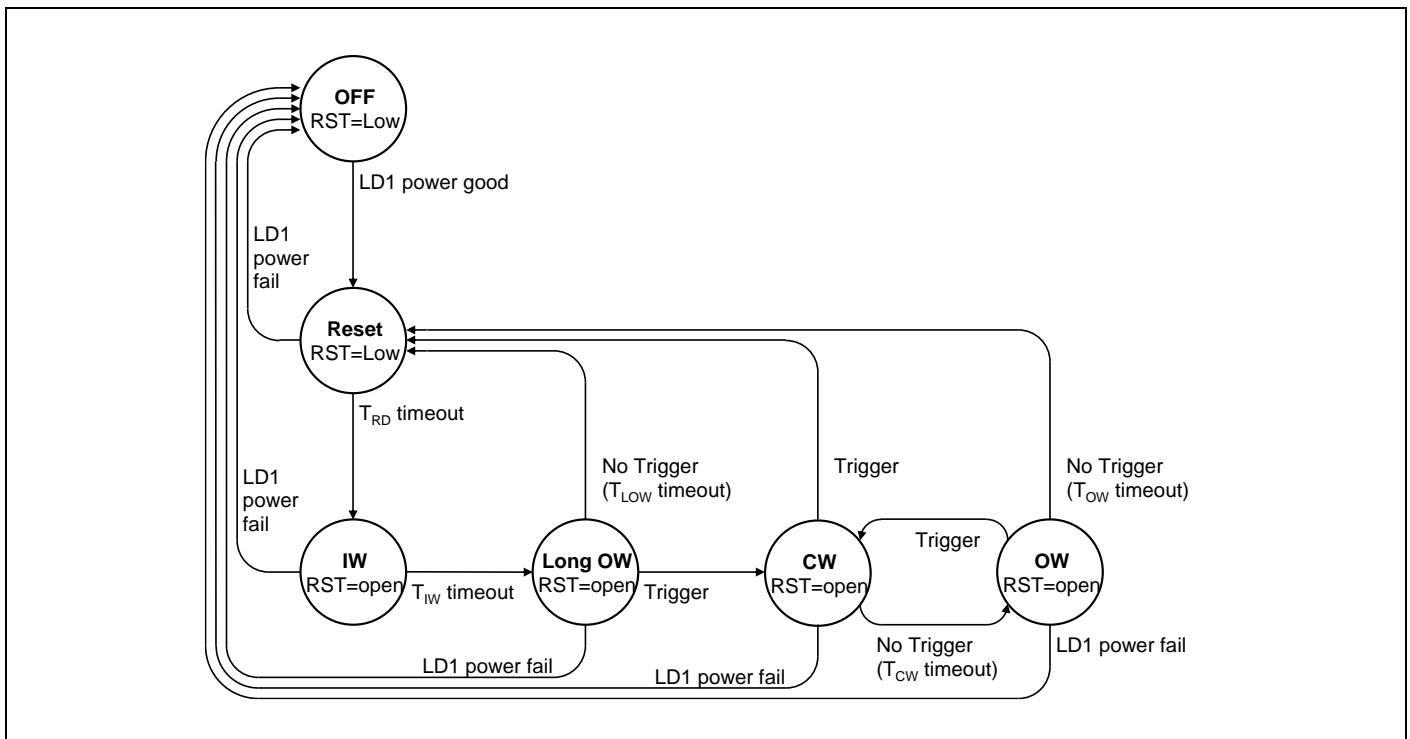 OFF
RST=Low
LD1 power good
LD1
power
fail
Reset
RST=Low
T_RD timeout
LD1
power
fail
No Trigger
(T_LOW timeout)
Trigger
No Trigger
(T_OW timeout)
IW
RST=open
T_IW timeout
Long OW
RST=open
Trigger
CW
RST=open
Trigger
OW
RST=open
No Trigger
(T_CW timeout)
LD1 power fail
LD1 power fail
LD1 power fail